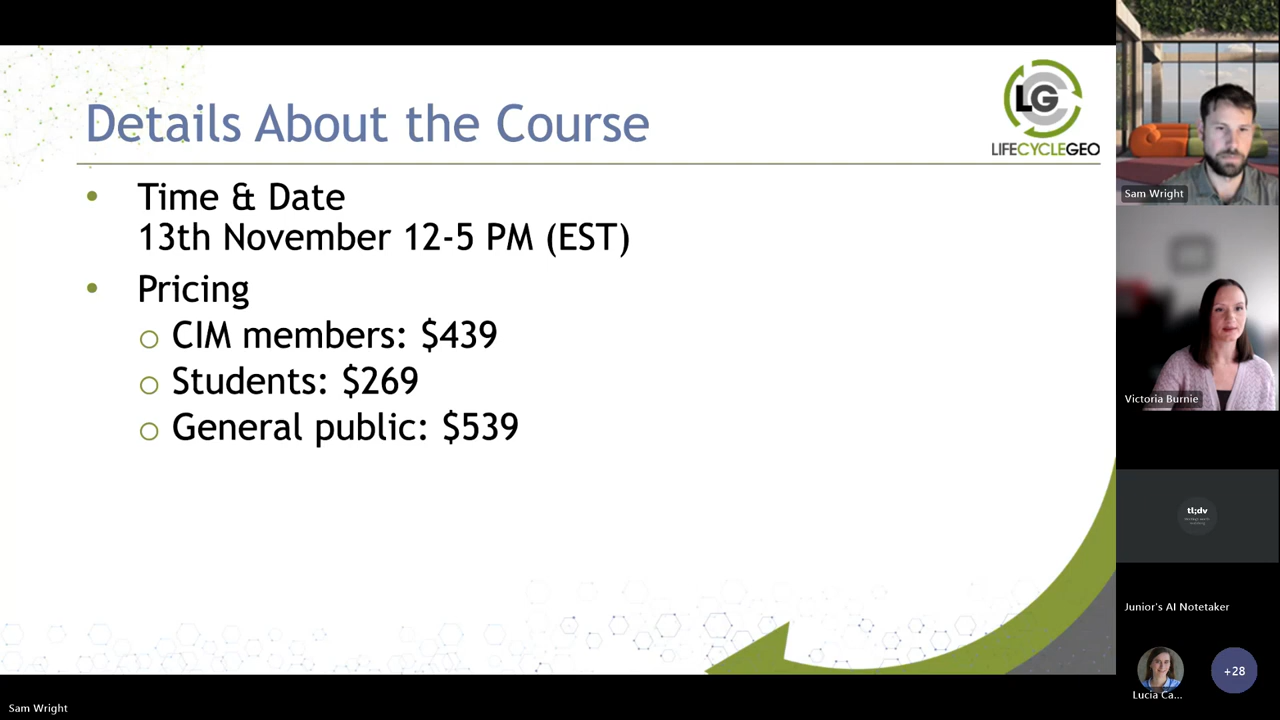 Details About the Course
LGC
LIFECYCLEGEO
• Time & Date
13th November 12-5 PM (EST)
• Pricing
o CIM members: $439
o Students: $269
o General public: $539
Sam Wright
Victoria Burnie
tl;dv
Junior's AI Notetaker
Lucia Ca...
+28
Sam Wright